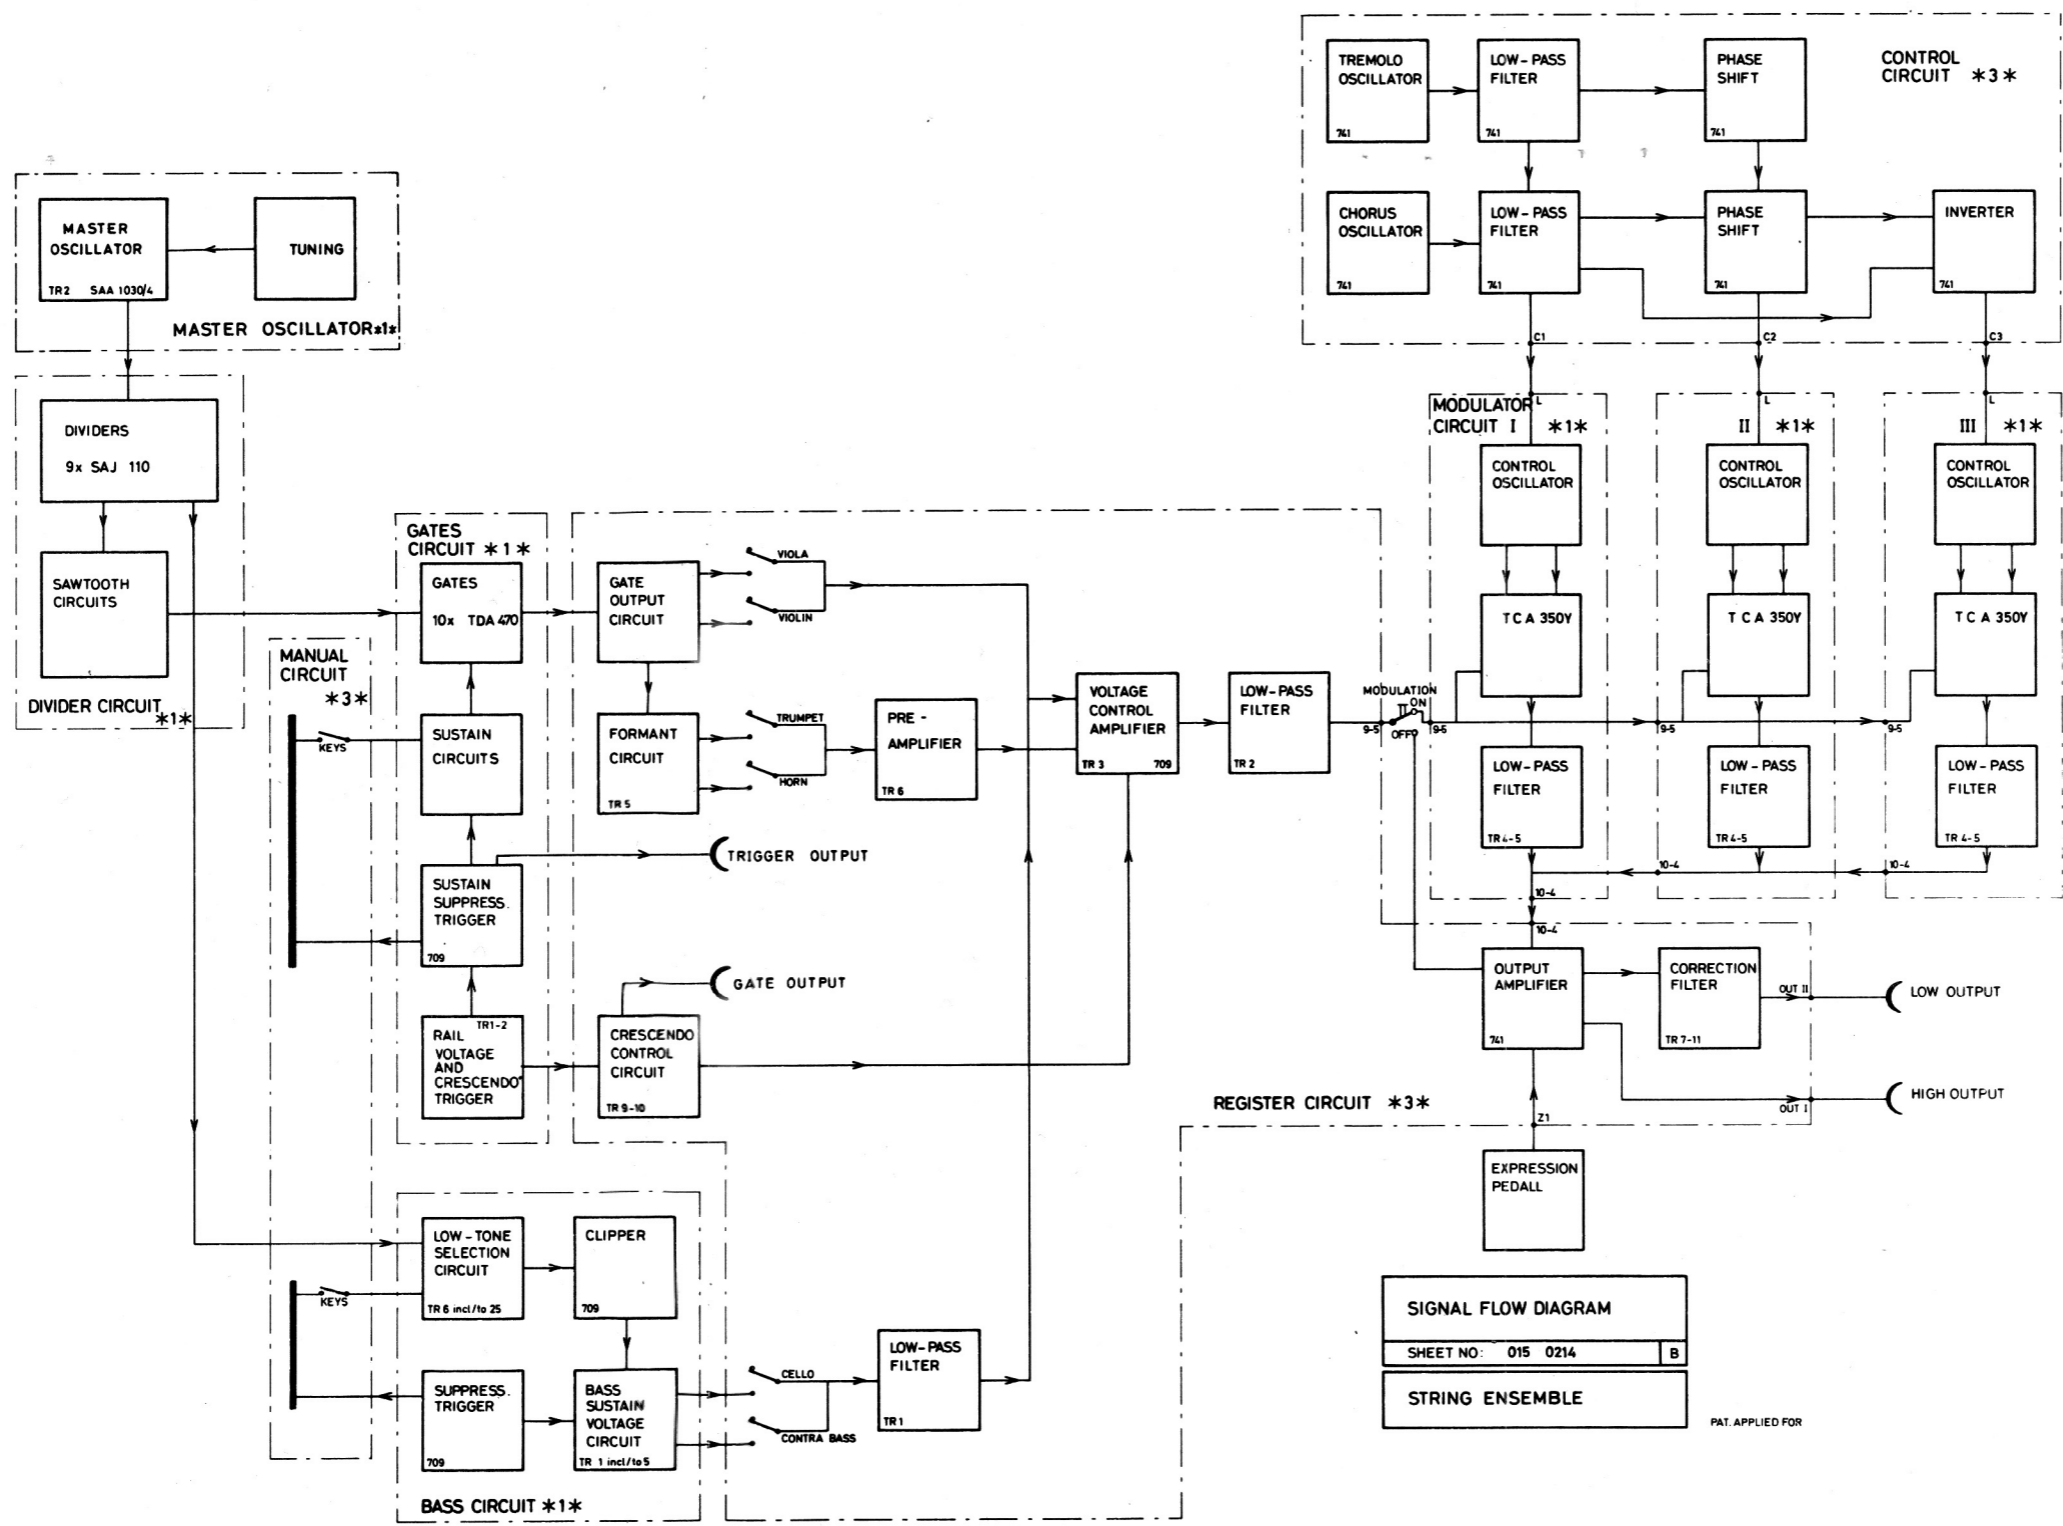 CONTROL
CIRCUIT *3*
TREMOLO
OSCILLATOR
741
LOW-PASS
FILTER
741
PHASE
SHIFT
741
CHORUS
OSCILLATOR
741
LOW-PASS
FILTER
741
PHASE
SHIFT
741
INVERTER
741
C1
C2
C3
MASTER
OSCILLATOR
TR2 SAA 1030/4
TUNING
MASTER OSCILLATOR*1*
DIVIDERS
9x SAJ 110
SAWTOOTH
CIRCUITS
DIVIDER CIRCUIT
*1*
MANUAL
CIRCUIT
*3*
KEYS
KEYS
GATES
CIRCUIT *1*
GATES
10x TDA 470
SUSTAIN
CIRCUITS
SUSTAIN
SUPPRESS.
TRIGGER
709
TR1-2
RAIL
VOLTAGE
AND
CRESCENDO
TRIGGER
GATE
OUTPUT
CIRCUIT
VIOLA
VIOLIN
FORMANT
CIRCUIT
TR 5
TRUMPET
HORN
PRE -
AMPLIFIER
TR 6
TRIGGER OUTPUT
GATE OUTPUT
CRESCENDO
CONTROL
CIRCUIT
TR 9-10
VOLTAGE
CONTROL
AMPLIFIER
TR 3 709
LOW-PASS
FILTER
TR 2
MODULATION
ON
OFF
9-5
9-5
9-5
9-5
MODULATOR
CIRCUIT I *1*
L
CONTROL
OSCILLATOR
TCA 350Y
LOW-PASS
FILTER
TR4-5
II *1*
L
CONTROL
OSCILLATOR
TCA 350Y
LOW-PASS
FILTER
TR4-5
III *1*
L
CONTROL
OSCILLATOR
TCA 350Y
LOW-PASS
FILTER
TR 4-5
10-4
10-4
10-4
10-4
OUTPUT
AMPLIFIER
741
CORRECTION
FILTER
TR 7-11
OUT II
LOW OUTPUT
OUT I
HIGH OUTPUT
REGISTER CIRCUIT *3*
Z1
EXPRESSION
PEDALL
LOW-TONE
SELECTION
CIRCUIT
TR 6 incl/to 25
CLIPPER
709
SUPPRESS.
TRIGGER
709
BASS
SUSTAIN
VOLTAGE
CIRCUIT
TR 1 incl/to 5
BASS CIRCUIT *1*
CELLO
CONTRA BASS
LOW-PASS
FILTER
TR 1
SIGNAL FLOW DIAGRAM
SHEET NO: 015 0214 B
STRING ENSEMBLE
PAT. APPLIED FOR